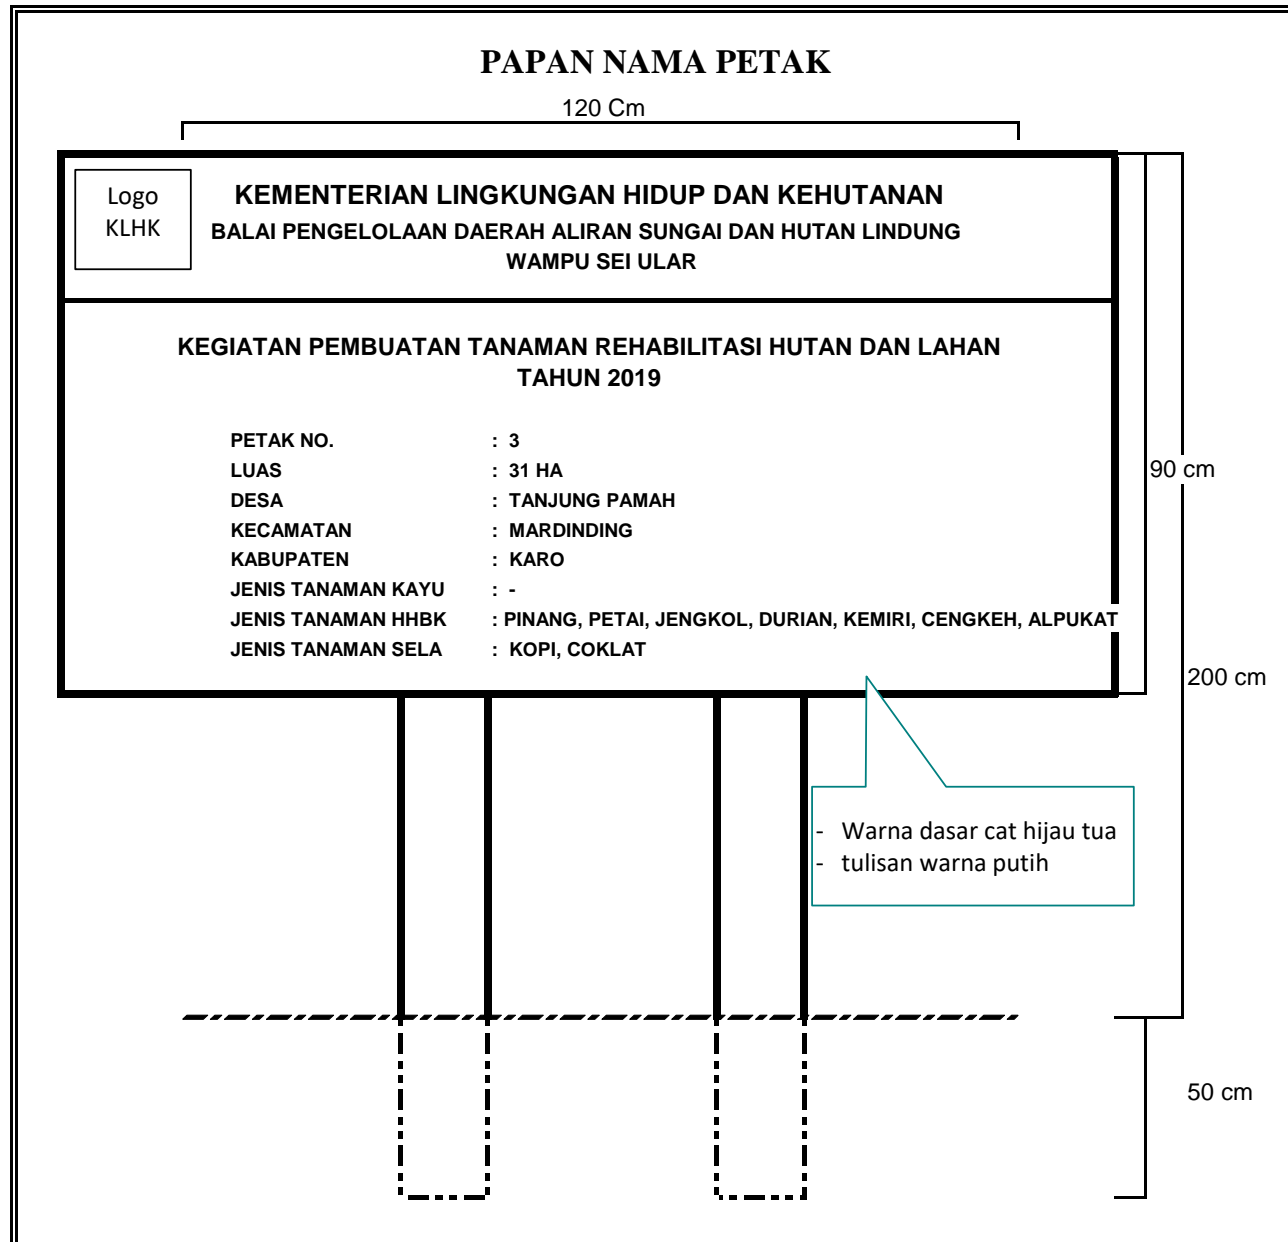 PAPAN NAMA PETAK
120 Cm
Logo
KLHK
KEMENTERIAN LINGKUNGAN HIDUP DAN KEHUTANAN
BALAI PENGELOLAAN DAERAH ALIRAN SUNGAI DAN HUTAN LINDUNG
WAMPU SEI ULAR
KEGIATAN PEMBUATAN TANAMAN REHABILITASI HUTAN DAN LAHAN
TAHUN 2019
PETAK NO. : 3
LUAS : 31 HA
DESA : TANJUNG PAMAH
KECAMATAN : MARDINDING
KABUPATEN : KARO
JENIS TANAMAN KAYU : -
JENIS TANAMAN HHBK : PINANG, PETAI, JENGKOL, DURIAN, KEMIRI, CENGKEH, ALPUKAT
JENIS TANAMAN SELA : KOPI, COKLAT
90 cm
200 cm
- Warna dasar cat hijau tua
- tulisan warna putih
50 cm